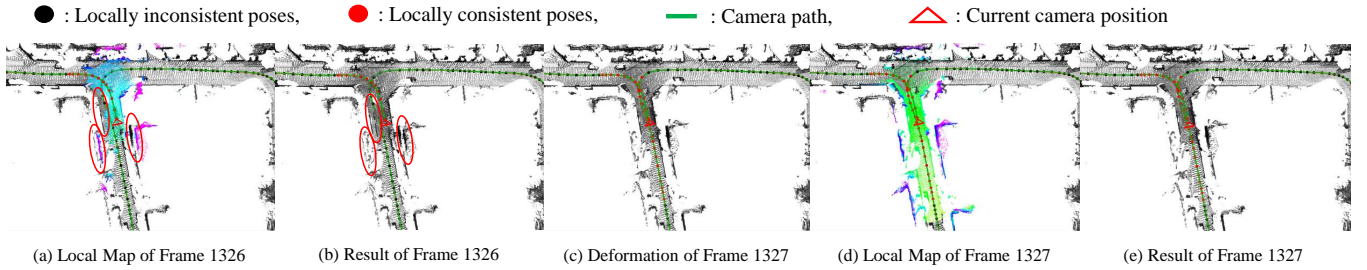 : Locally inconsistent poses, : Locally consistent poses, : Camera path, : Current camera position
(a) Local Map of Frame 1326 (b) Result of Frame 1326 (c) Deformation of Frame 1327 (d) Local Map of Frame 1327 (e) Result of Frame 1327